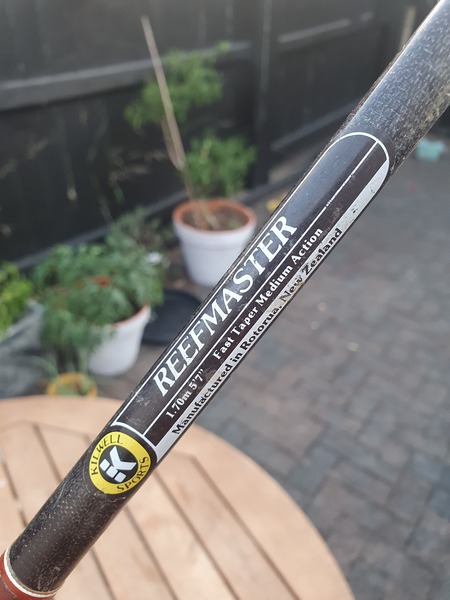 REEFMASTER
1.70m 5'7" Fast Taper Medium Action
Manufactured in Rotorua, New Zealand
KILWELL
K
SPORTS